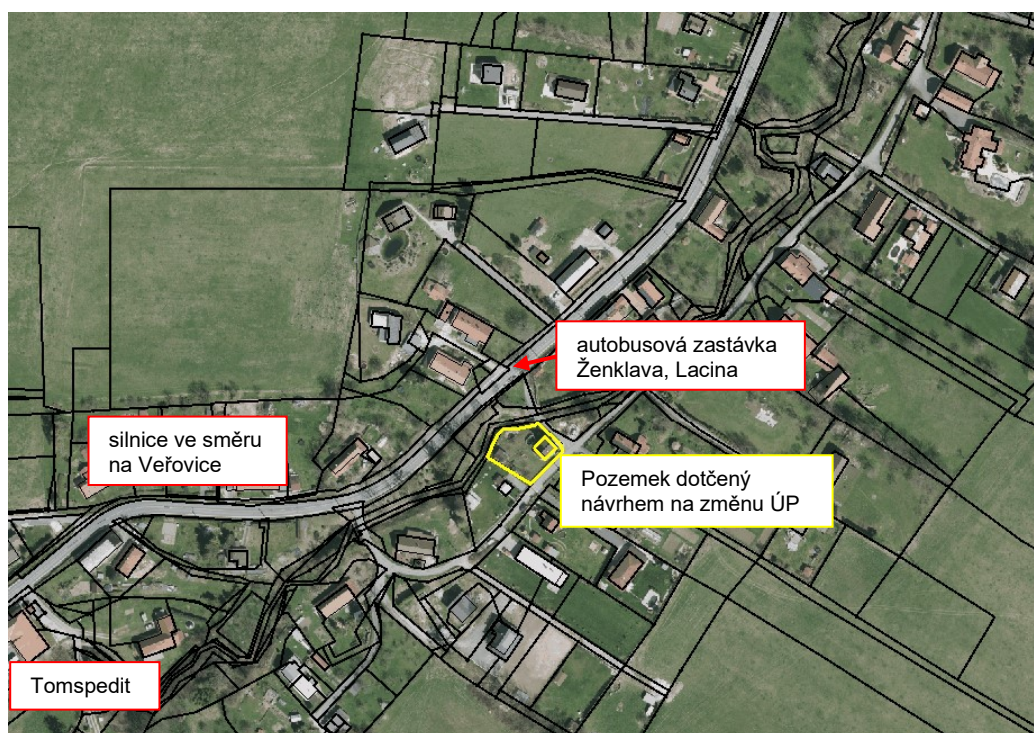 autobusová zastávka
Ženklava, Lacina
silnice ve směru
na Veřovice
Pozemek dotčený
návrhem na změnu ÚP
Tomspedit